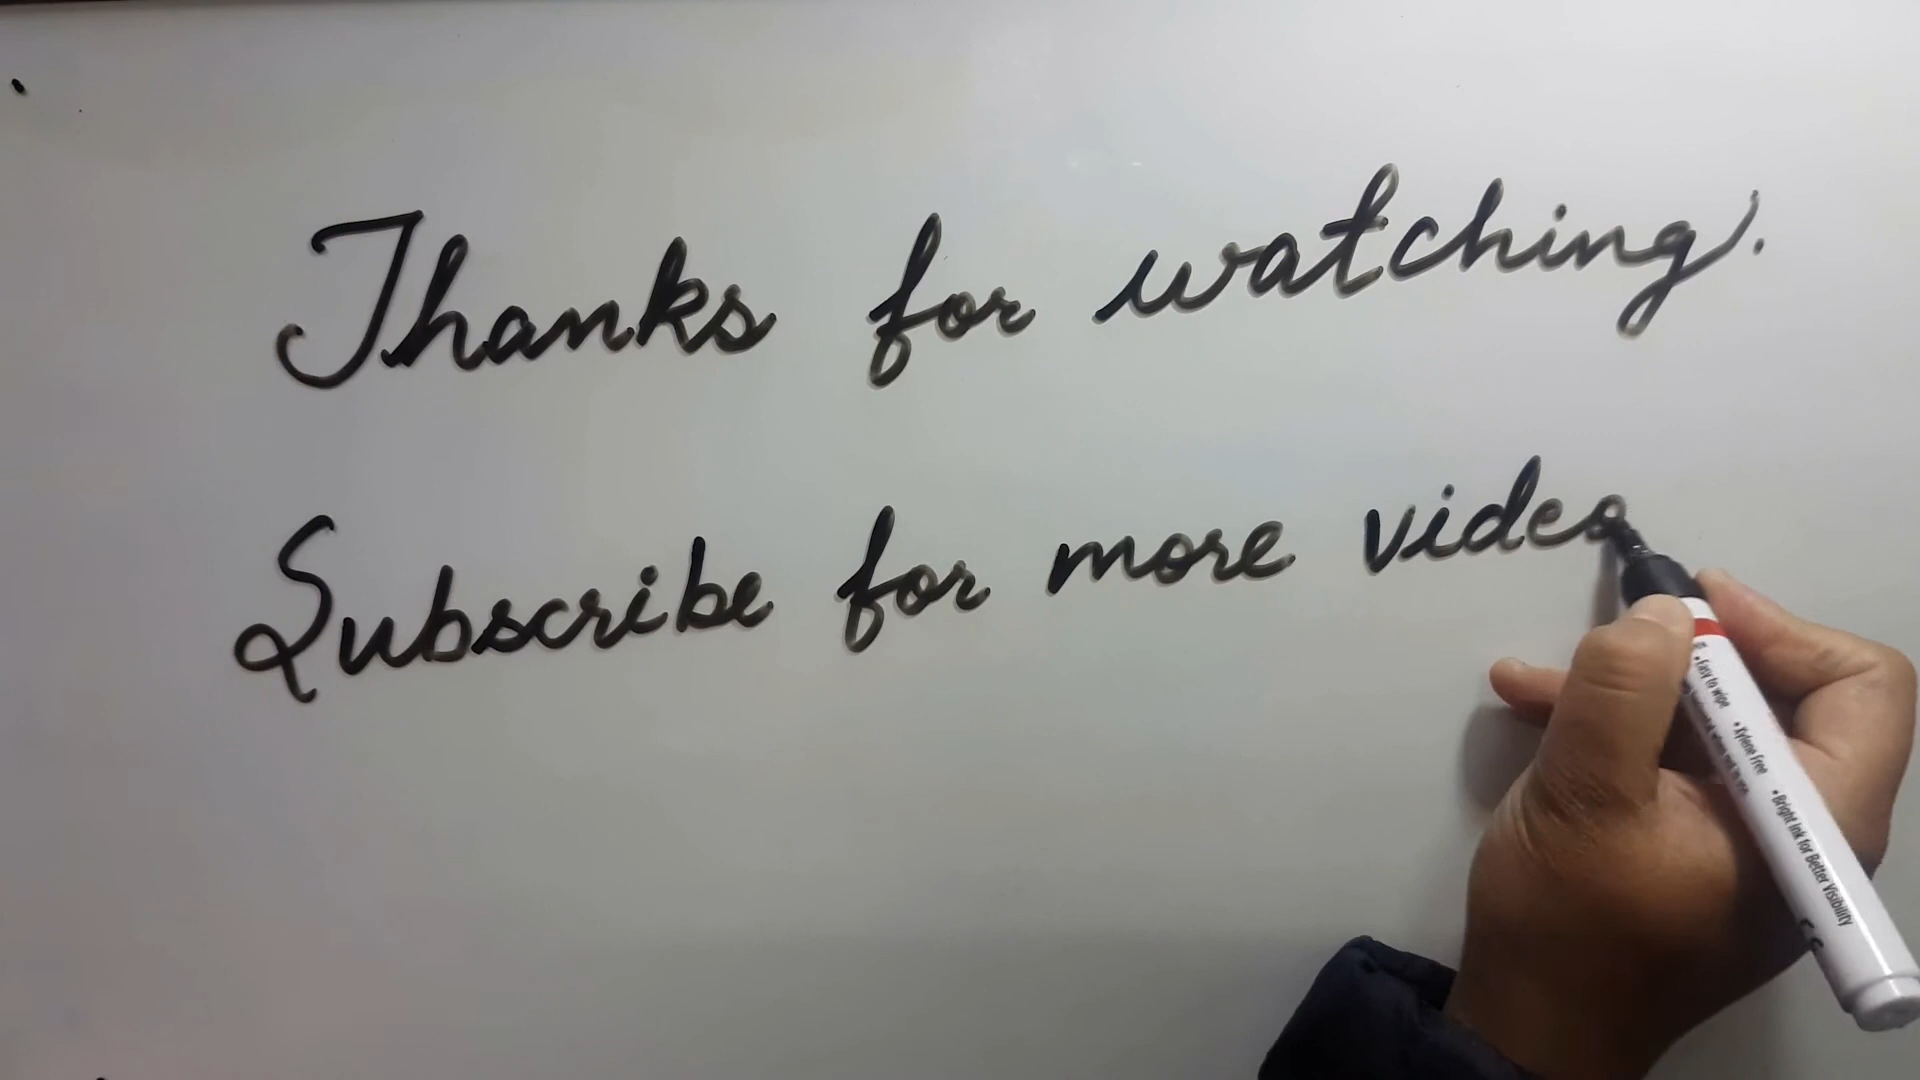 Thanks for watching.
Subscribe for more video
• Easy to wipe • Xylene Free • Bright Ink for Better Visibility